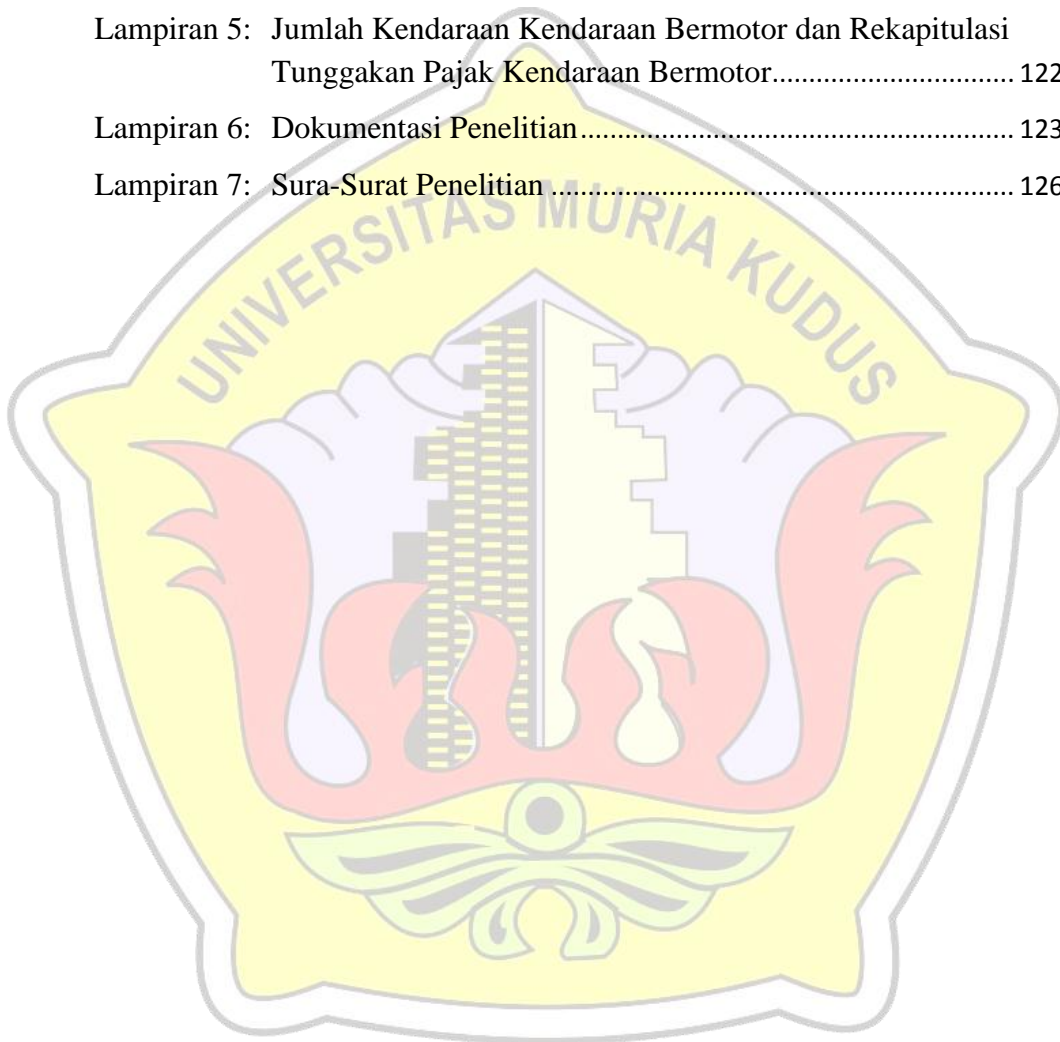 Lampiran 5: Jumlah Kendaraan Kendaraan Bermotor dan Rekapitulasi
Tunggakan Pajak Kendaraan Bermotor.................................. 122
Lampiran 6: Dokumentasi Penelitian............................................................ 123
Lampiran 7: Sura-Surat Penelitian ................................................................ 126
UNIVERSITAS MURIA KUDUS